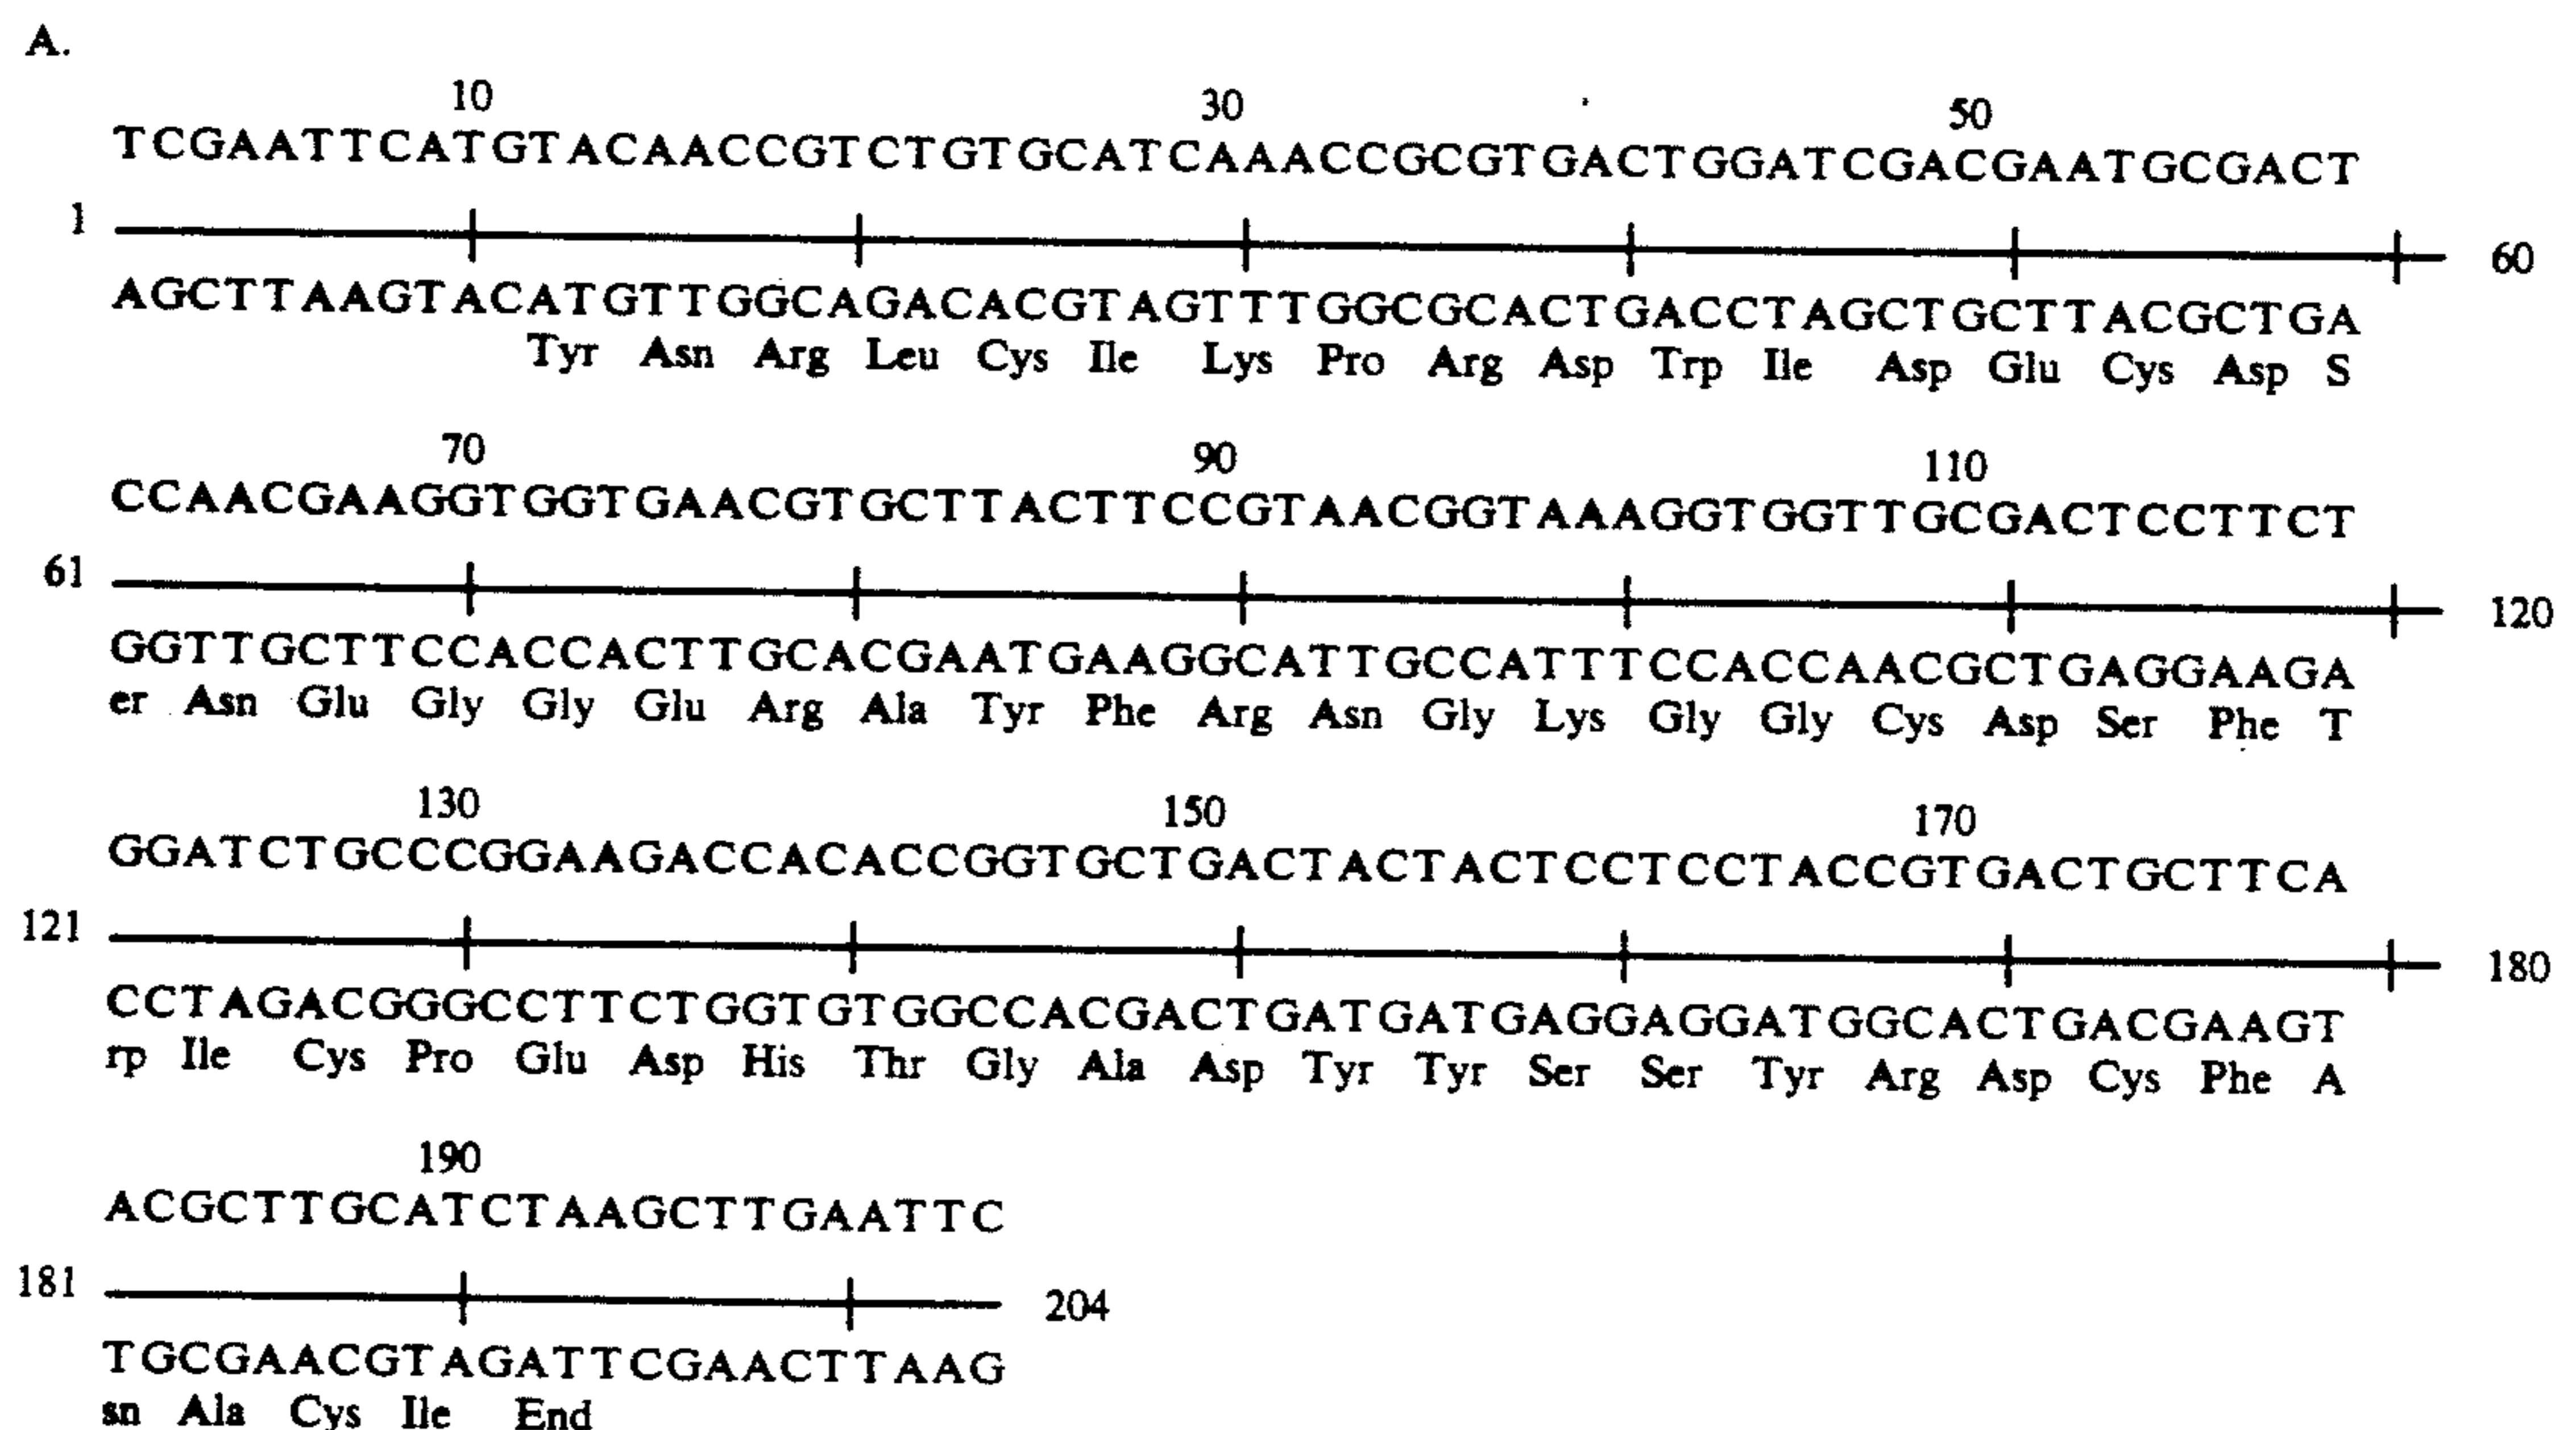 A.
10 30 50
TCGAATTCATGTACAACCGTCTGTGCATCAAACCGCGTGACTGGATCGACGAATGCGACT
1 60
AGCTTAAGTACATGTTGGCAGACACGTAGTTTGGCGCACTGACCTAGCTGCTTACGCTGA
Tyr Asn Arg Leu Cys Ile Lys Pro Arg Asp Trp Ile Asp Glu Cys Asp S
70 90 110
CCAACGAAGGTGGTGAACGTGCTTACTTCCGTAACGGTAAAGGTGGTTGCGACTCCTTCT
61 120
GGTTGCTTCCACCACTTGCACGAATGAAGGCATTGCCATTTCCACCAACGCTGAGGAAGA
er Asn Glu Gly Gly Glu Arg Ala Tyr Phe Arg Asn Gly Lys Gly Gly Cys Asp Ser Phe T
130 150 170
GGATCTGCCCGGAAGACCACACCGGTGCTGACTACTACTCCTCCTACCGTGACTGCTTCA
121 180
CCTAGACGGGCCTTCTGGTGTGGCCACGACTGATGATGAGGAGGATGGCACTGACGAAGT
rp Ile Cys Pro Glu Asp His Thr Gly Ala Asp Tyr Tyr Ser Ser Tyr Arg Asp Cys Phe A
190
ACGCTTGCATCTAAGCTTGAATTC
181 204
TGCGAACGTAGATTCGAACTTAAG
sn Ala Cys Ile End